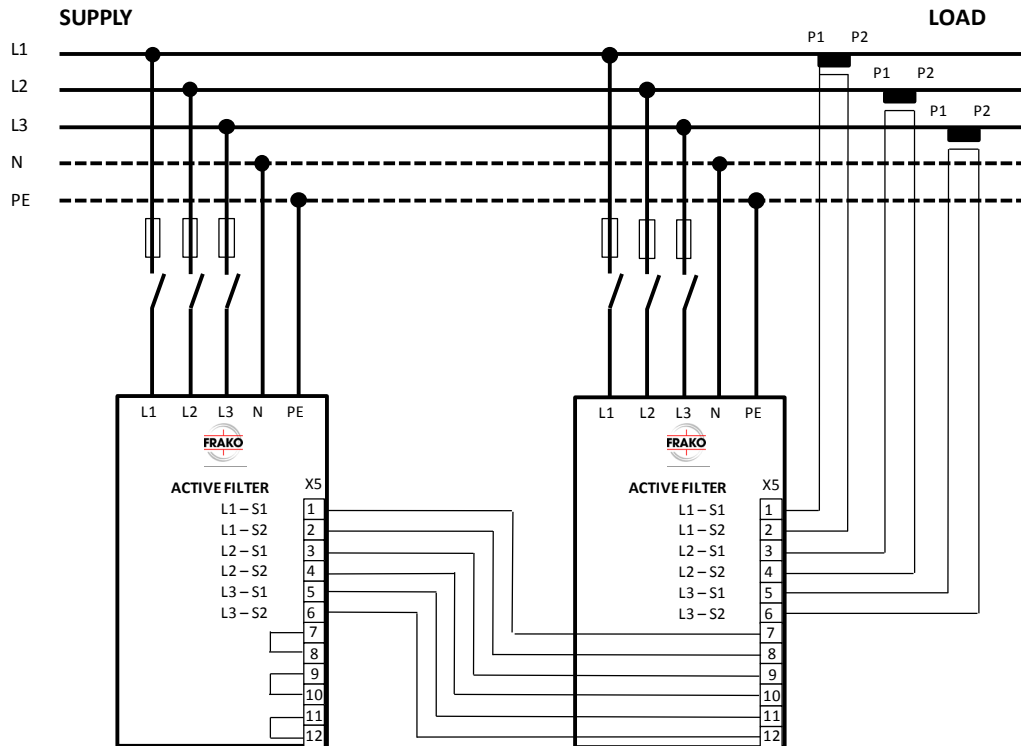 SUPPLY LOAD
P1 P2
L1
P1 P2
L2
P1 P2
L3
N
PE
L1 L2 L3 N PE
FRAKO
ACTIVE FILTER X5
L1 – S1 1
L1 – S2 2
L2 – S1 3
L2 – S2 4
L3 – S1 5
L3 – S2 6
7
8
9
10
11
12
L1 L2 L3 N PE
FRAKO
ACTIVE FILTER X5
L1 – S1 1
L1 – S2 2
L2 – S1 3
L2 – S2 4
L3 – S1 5
L3 – S2 6
7
8
9
10
11
12